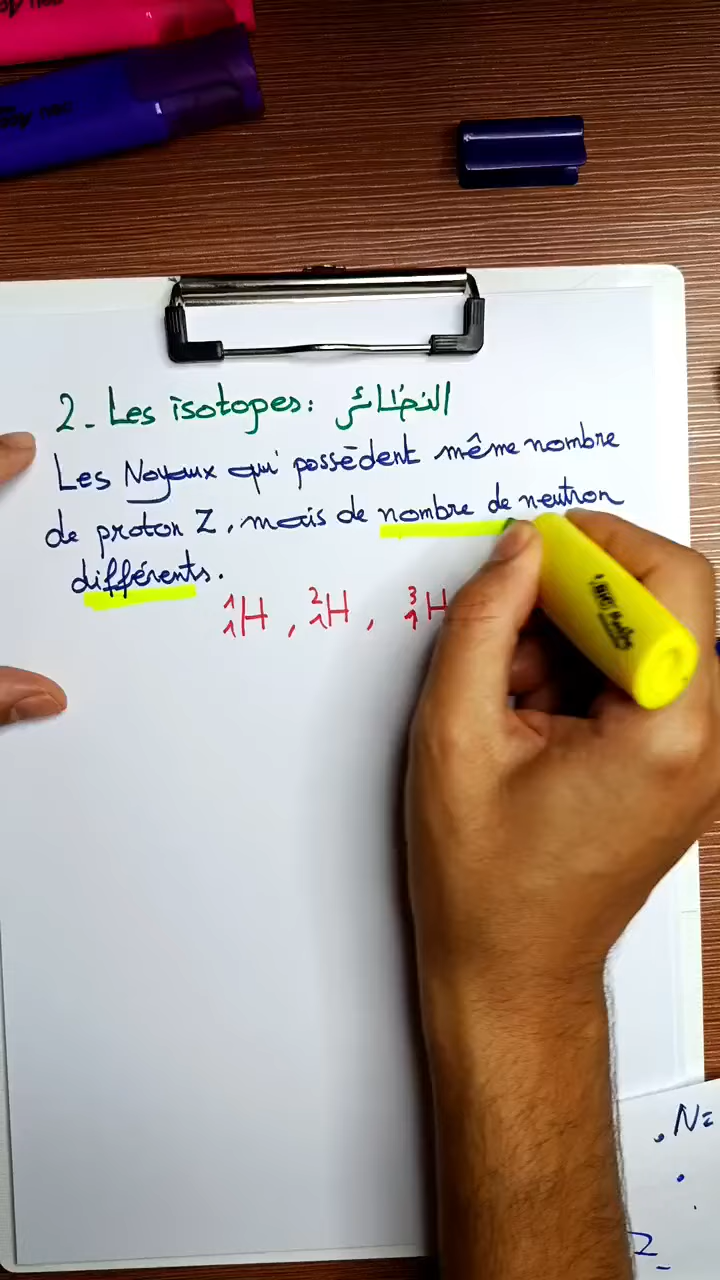 2- Les isotopes: النظائر
Les Noyaux qui possèdent même nombre
de proton Z, mais de nombre de neutron
différents.
¹₁H, ²₁H, ³₁H
N=
2